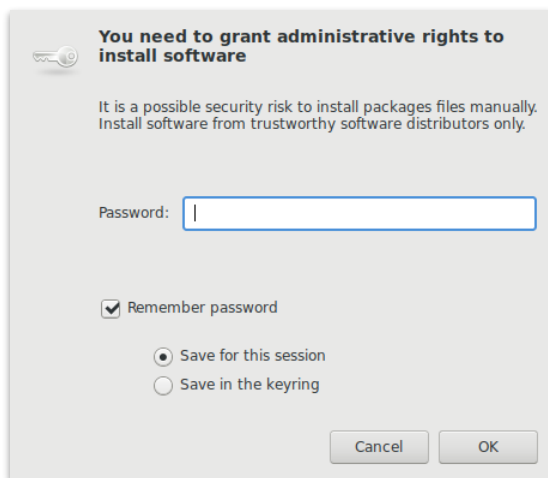 You need to grant administrative rights to
install software
It is a possible security risk to install packages files manually.
Install software from trustworthy software distributors only.
Password:
Remember password
Save for this session
Save in the keyring
Cancel OK